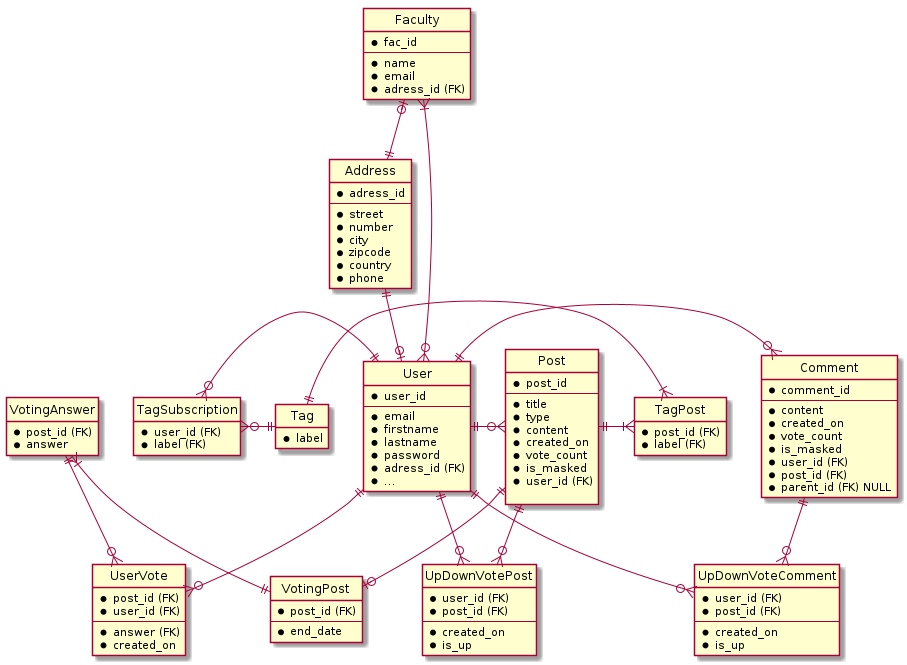 Faculty
fac_id
name
email
adress_id (FK)
Address
adress_id
street
number
city
zipcode
country
phone
User
user_id
email
firstname
lastname
password
adress_id (FK)
...
Post
post_id
title
type
content
created_on
vote_count
is_masked
user_id (FK)
Comment
comment_id
content
created_on
vote_count
is_masked
user_id (FK)
post_id (FK)
parent_id (FK) NULL
VotingAnswer
post_id (FK)
answer
TagSubscription
user_id (FK)
label (FK)
Tag
label
TagPost
post_id (FK)
label (FK)
UserVote
post_id (FK)
user_id (FK)
answer (FK)
created_on
VotingPost
post_id (FK)
end_date
UpDownVotePost
user_id (FK)
post_id (FK)
created_on
is_up
UpDownVoteComment
user_id (FK)
post_id (FK)
created_on
is_up